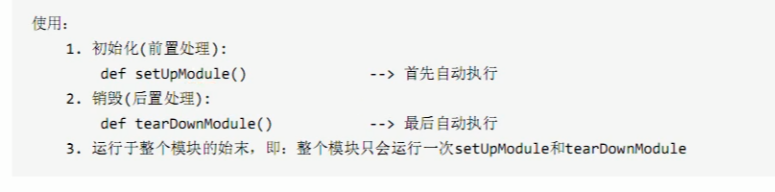 使用:
1. 初始化(前置处理):
def setUpModule() --> 首先自动执行
2. 销毁(后置处理):
def tearDownModule() --> 最后自动执行
3. 运行于整个模块的始末，即: 整个模块只会运行一次setUpModule和tearDownModule